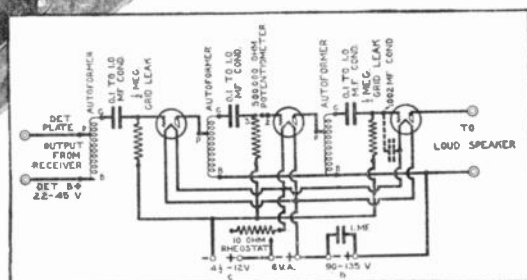 AUTOFORMER
0.1 TO 1.0
MF COND.
½ MEG
GRID LEAK
AUTOFORMER
0.1 TO 1.0
MF COND.
500,000 OHM
POTENTIOMETER
AUTOFORMER
0.1 TO 1.0
MF COND.
½ MEG
GRID LEAK
.002 MF COND
DET
PLATE
OUTPUT
FROM
RECEIVER
DET B+
22-45 V
TO
LOUD SPEAKER
10 OHM
RHEOSTAT
1 MF
- 4½-12V +
C
- 6V.A. +
- 90-135 V +
B